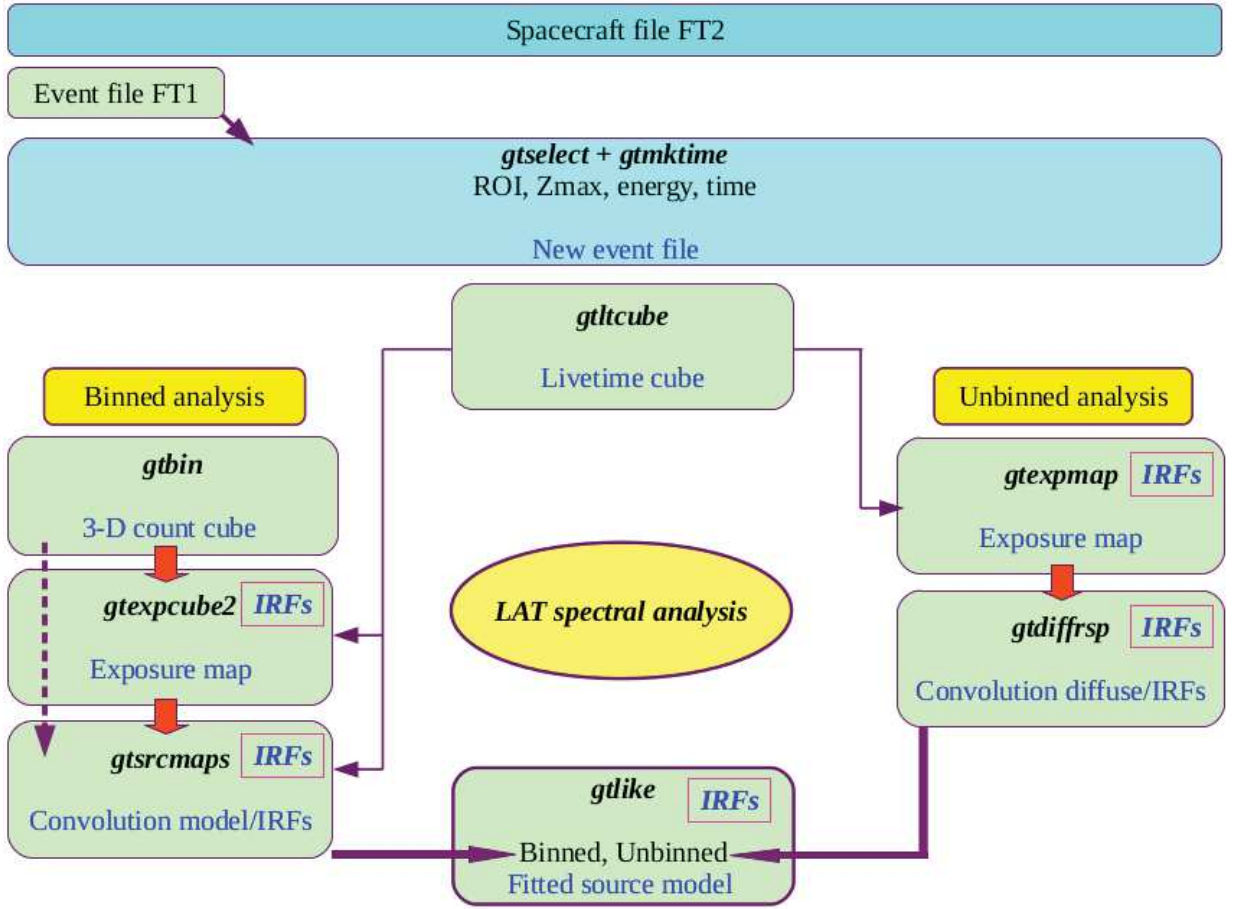 Spacecraft file FT2
Event file FT1
gtselect + gtmktime
ROI, Zmax, energy, time
New event file
gtltcube
Livetime cube
Binned analysis
gtbin
3-D count cube
gtexpcube2 IRFs
Exposure map
gtsrcmaps IRFs
Convolution model/IRFs
LAT spectral analysis
Unbinned analysis
gtexpmap IRFs
Exposure map
gtdiffrsp IRFs
Convolution diffuse/IRFs
gtlike IRFs
Binned, Unbinned
Fitted source model